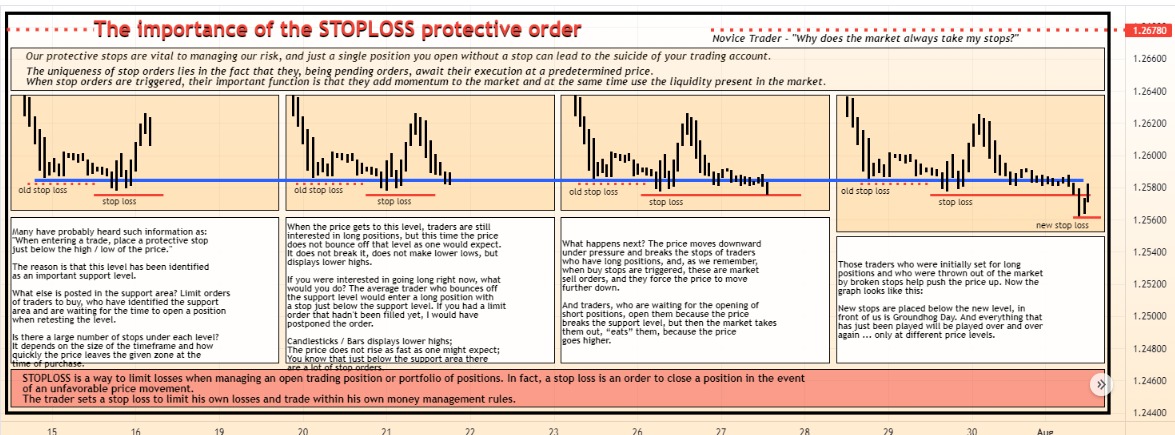 The importance of the STOPLOSS protective order
Novice Trader - "Why does the market always take my stops?"
Our protective stops are vital to managing our risk, and just a single position you open without a stop can lead to the suicide of your trading account.
The uniqueness of stop orders lies in the fact that they, being pending orders, await their execution at a predetermined price.
When stop orders are triggered, their important function is that they add momentum to the market and at the same time use the liquidity present in the market.
old stop loss
stop loss
old stop loss
stop loss
old stop loss
stop loss
old stop loss
stop loss
new stop loss
Many have probably heard such information as:
"When entering a trade, place a protective stop
just below the high / low of the price."
The reason is that this level has been identified
as an important support level.
What else is posted in the support area? Limit orders
of traders to buy, who have identified the support
area and are waiting for the time to open a position
when retesting the level.
Is there a large number of stops under each level?
It depends on the size of the timeframe and how
quickly the price leaves the given zone at the
time of purchase.
When the price gets to this level, traders are still
interested in long positions, but this time the price
does not bounce off that level as one would expect.
It does not break it, does not make lower lows, but
displays lower highs.
If you were interested in going long right now, what
would you do? The average trader who bounces off
the support level would enter a long position with
a stop just below the support level. If you had a limit
order that hadn't been filled yet, I would have
postponed the order.
Candlesticks / Bars displays lower highs;
The price does not rise as fast as one might expect;
You know that just below the support area there
are a lot of stop orders.
What happens next? The price moves downward
under pressure and breaks the stops of traders
who have long positions, and, as we remember,
when buy stops are triggered, these are market
sell orders, and they force the price to move
further down.
And traders, who are waiting for the opening of
short positions, open them because the price
breaks the support level, but then the market takes
them out, "eats" them, because the price
goes higher.
Those traders who were initially set for long
positions and who were thrown out of the market
by broken stops help push the price up. Now the
graph looks like this:
New stops are placed below the new level, in
front of us is Groundhog Day. And everything that
has just been played will be played over and over
again ... only at different price levels.
STOPLOSS is a way to limit losses when managing an open trading position or portfolio of positions. In fact, a stop loss is an order to close a position in the event
of an unfavorable price movement.
The trader sets a stop loss to limit his own losses and trade within his own money management rules.
1.26780
1.26600
1.26400
1.26200
1.26000
1.25800
1.25600
1.25400
1.25200
1.25000
1.24800
1.24600
1.24400
15
16
19
20
21
22
23
26
27
28
29
30
Aug